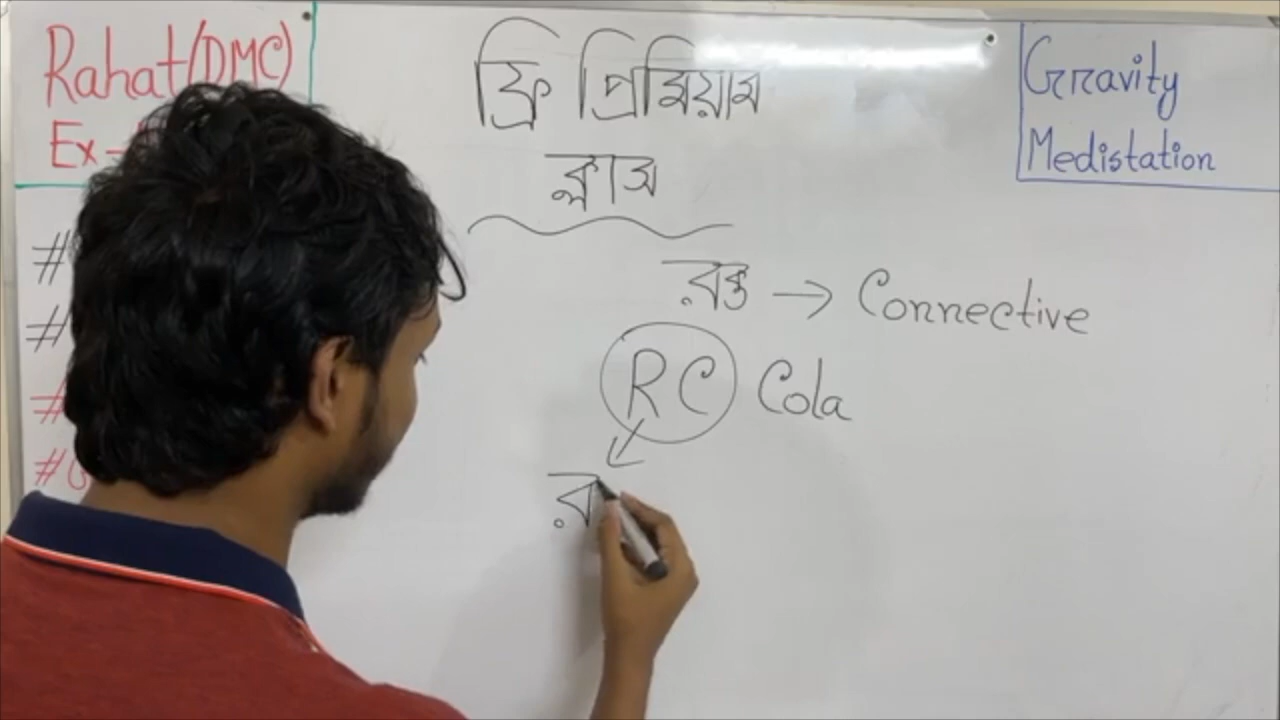 Rahat (DMC)
Ex-
ফ্রি প্রিমিয়াম
ক্লাস
Gravity
Medistation
#
#
#
#
রক্ত → Connective
RC Cola
র